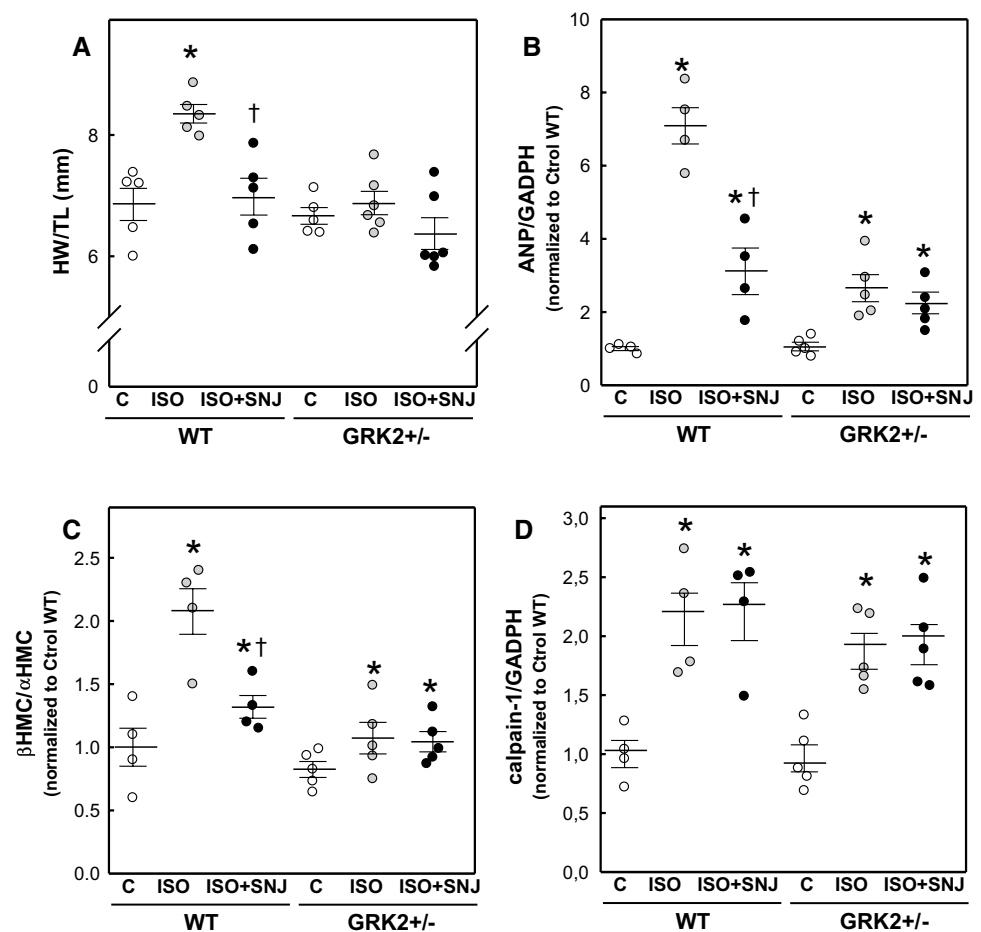 A
HW/TL (mm)
*
†
8
6
0
C ISO ISO+SNJ C ISO ISO+SNJ
WT GRK2+/-
B
ANP/GADPH
(normalized to Ctrol WT)
*
*†
*
*
10
8
6
4
2
0
C ISO ISO+SNJ C ISO ISO+SNJ
WT GRK2+/-
C
βHMC/αHMC
(normalized to Ctrol WT)
*
*†
*
*
2.5
2.0
1.5
1.0
0.5
0.0
C ISO ISO+SNJ C ISO ISO+SNJ
WT GRK2+/-
D
calpain-1/GADPH
(normalized to Ctrol WT)
*
*
*
*
3,0
2,5
2,0
1,5
1,0
0,5
0,0
C ISO ISO+SNJ C ISO ISO+SNJ
WT GRK2+/-